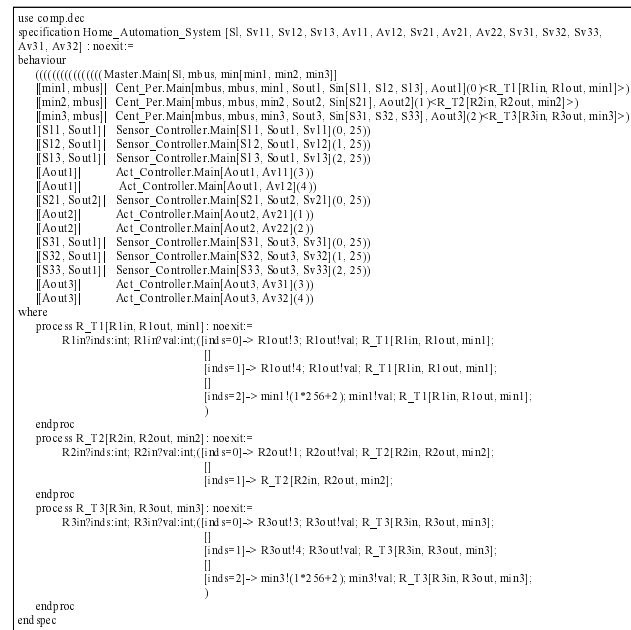 use comp.dec
specification Home_Automation_System [Sl, Sv11, Sv12, Sv13, Av11, Av12, Sv21, Av21, Av22, Sv31, Sv32, Sv33,
Av31, Av32] : noexit:=
behaviour
((((((((((((((((Master.Main[Sl, mbus, min[min1, min2, min3]]
|[min1, mbus]| Cent_Per.Main[mbus, mbus, min1, Sout1, Sin[S11, S12, S13], Aout1](0)<R_T1[R1in, R1out, min1]>)
|[min2, mbus]| Cent_Per.Main[mbus, mbus, min2, Sout2, Sin[S21], Aout2](1)<R_T2[R2in, R2out, min2]>)
|[min3, mbus]| Cent_Per.Main[mbus, mbus, min3, Sout3, Sin[S31, S32, S33], Aout3](2)<R_T3[R3in, R3out, min3]>)
|[S11, Sout1]| Sensor_Controller.Main[S11, Sout1, Sv11](0, 25))
|[S12, Sout1]| Sensor_Controller.Main[S12, Sout1, Sv12](1, 25))
|[S13, Sout1]| Sensor_Controller.Main[S13, Sout1, Sv13](2, 25))
|[Aout1]| Act_Controller.Main[Aout1, Av11](3))
|[Aout1]| Act_Controller.Main[Aout1, Av12](4))
|[S21, Sout2]| Sensor_Controller.Main[S21, Sout2, Sv21](0, 25))
|[Aout2]| Act_Controller.Main[Aout2, Av21](1))
|[Aout2]| Act_Controller.Main[Aout2, Av22](2))
|[S31, Sout1]| Sensor_Controller.Main[S31, Sout3, Sv31](0, 25))
|[S32, Sout1]| Sensor_Controller.Main[S32, Sout3, Sv32](1, 25))
|[S33, Sout1]| Sensor_Controller.Main[S33, Sout3, Sv33](2, 25))
|[Aout3]| Act_Controller.Main[Aout3, Av31](3))
|[Aout3]| Act_Controller.Main[Aout3, Av32](4))
where
process R_T1[R1in, R1out, min1] : noexit:=
R1in?inds:int; R1in?val:int;([inds=0]-> R1out!3; R1out!val; R_T1[R1in, R1out, min1];
[]
[inds=1]-> R1out!4; R1out!val; R_T1[R1in, R1out, min1];
[]
[inds=2]-> min1!(1*256+2); min1!val; R_T1[R1in, R1out, min1];
)
endproc
process R_T2[R2in, R2out, min2] : noexit:=
R2in?inds:int; R2in?val:int;([inds=0]-> R2out!1; R2out!val; R_T2[R2in, R2out, min2];
[]
[inds=1]-> R_T2[R2in, R2out, min2];
endproc
process R_T3[R3in, R3out, min3] : noexit:=
R3in?inds:int; R3in?val:int;([inds=0]-> R3out!3; R3out!val; R_T3[R3in, R3out, min3];
[]
[inds=1]-> R3out!4; R3out!val; R_T3[R3in, R3out, min3];
[]
[inds=2]-> min3!(1*256+2); min3!val; R_T3[R3in, R3out, min3];
)
endproc
endspec